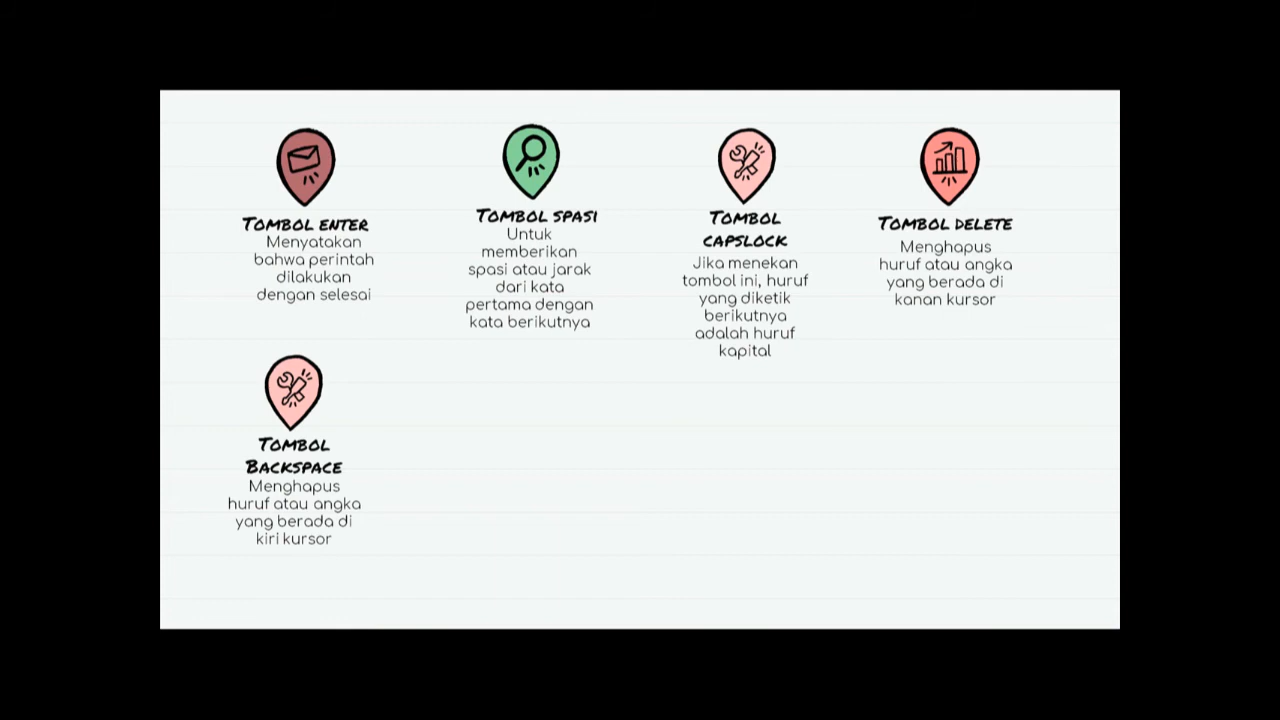 TOMBOL ENTER
Menyatakan
bahwa perintah
dilakukan
dengan selesai
TOMBOL SPASI
Untuk
memberikan
spasi atau jarak
dari kata
pertama dengan
kata berikutnya
TOMBOL
CAPSLOCK
Jika menekan
tombol ini, huruf
yang diketik
berikutnya
adalah huruf
kapital
TOMBOL DELETE
Menghapus
huruf atau angka
yang berada di
kanan kursor
TOMBOL
BACKSPACE
Menghapus
huruf atau angka
yang berada di
kiri kursor